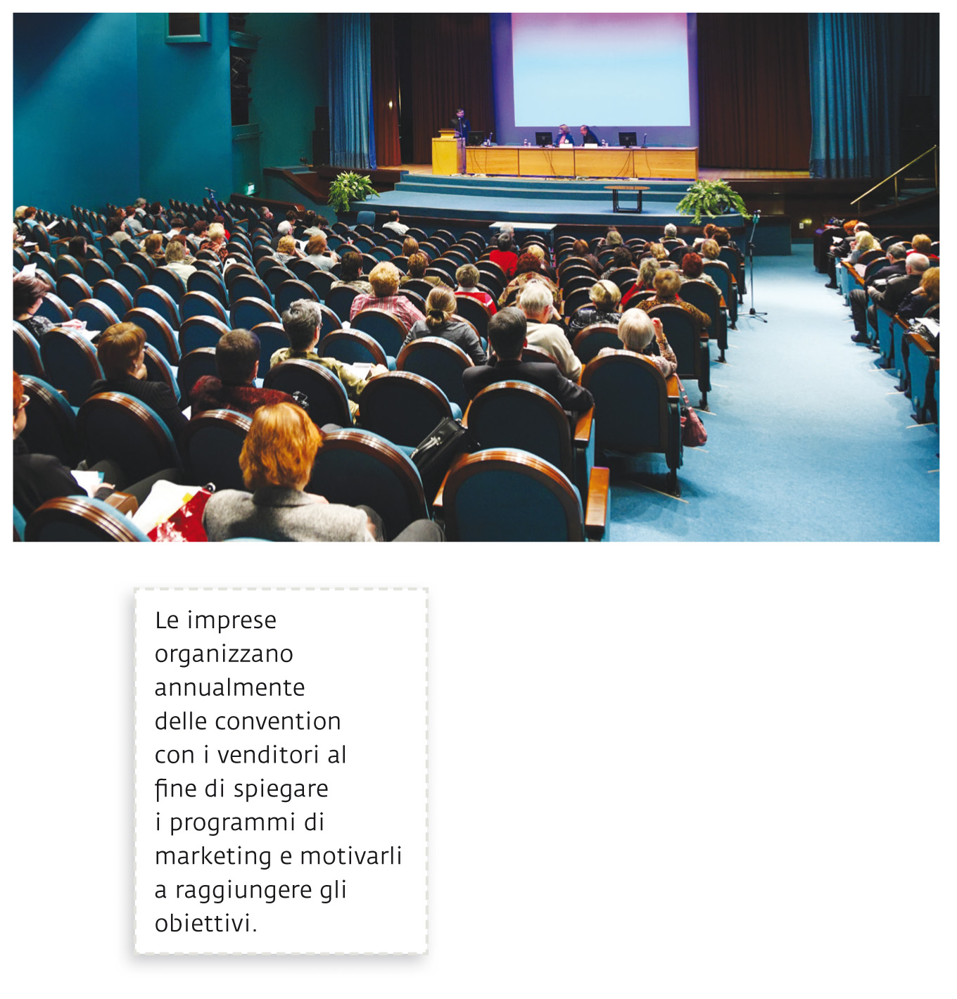 Le imprese
organizzano
annualmente
delle convention
con i venditori al
fine di spiegare
i programmi di
marketing e motivarli
a raggiungere gli
obiettivi.